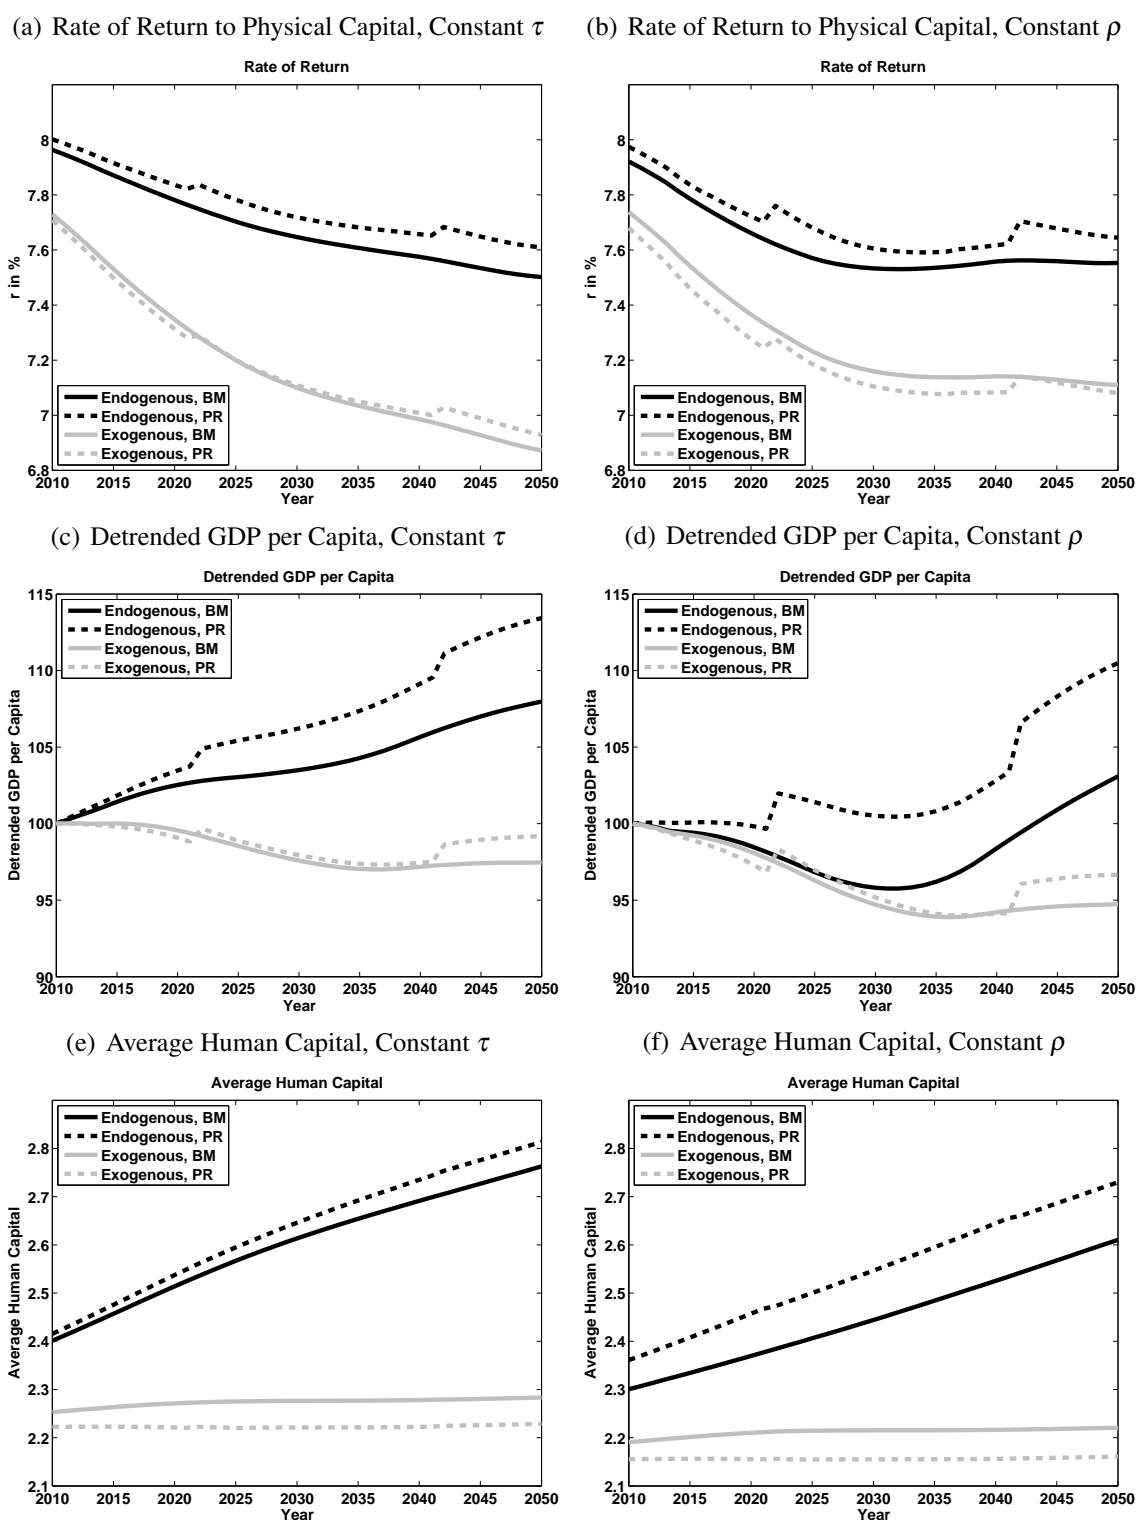 (a) Rate of Return to Physical Capital, Constant τ
Rate of Return
r in %
8
7.8
7.6
7.4
7.2
7
6.8
Endogenous, BM
Endogenous, PR
Exogenous, BM
Exogenous, PR
2010 2015 2020 2025 2030 2035 2040 2045 2050
Year
(b) Rate of Return to Physical Capital, Constant ρ
Rate of Return
r in %
8
7.8
7.6
7.4
7.2
7
6.8
Endogenous, BM
Endogenous, PR
Exogenous, BM
Exogenous, PR
2010 2015 2020 2025 2030 2035 2040 2045 2050
Year
(c) Detrended GDP per Capita, Constant τ
Detrended GDP per Capita
Detrended GDP per Capita
115
110
105
100
95
90
Endogenous, BM
Endogenous, PR
Exogenous, BM
Exogenous, PR
2010 2015 2020 2025 2030 2035 2040 2045 2050
Year
(d) Detrended GDP per Capita, Constant ρ
Detrended GDP per Capita
Detrended GDP per Capita
115
110
105
100
95
90
Endogenous, BM
Endogenous, PR
Exogenous, BM
Exogenous, PR
2010 2015 2020 2025 2030 2035 2040 2045 2050
Year
(e) Average Human Capital, Constant τ
Average Human Capital
Average Human Capital
2.8
2.7
2.6
2.5
2.4
2.3
2.2
2.1
Endogenous, BM
Endogenous, PR
Exogenous, BM
Exogenous, PR
2010 2015 2020 2025 2030 2035 2040 2045 2050
Year
(f) Average Human Capital, Constant ρ
Average Human Capital
Average Human Capital
2.8
2.7
2.6
2.5
2.4
2.3
2.2
2.1
Endogenous, BM
Endogenous, PR
Exogenous, BM
Exogenous, PR
2010 2015 2020 2025 2030 2035 2040 2045 2050
Year